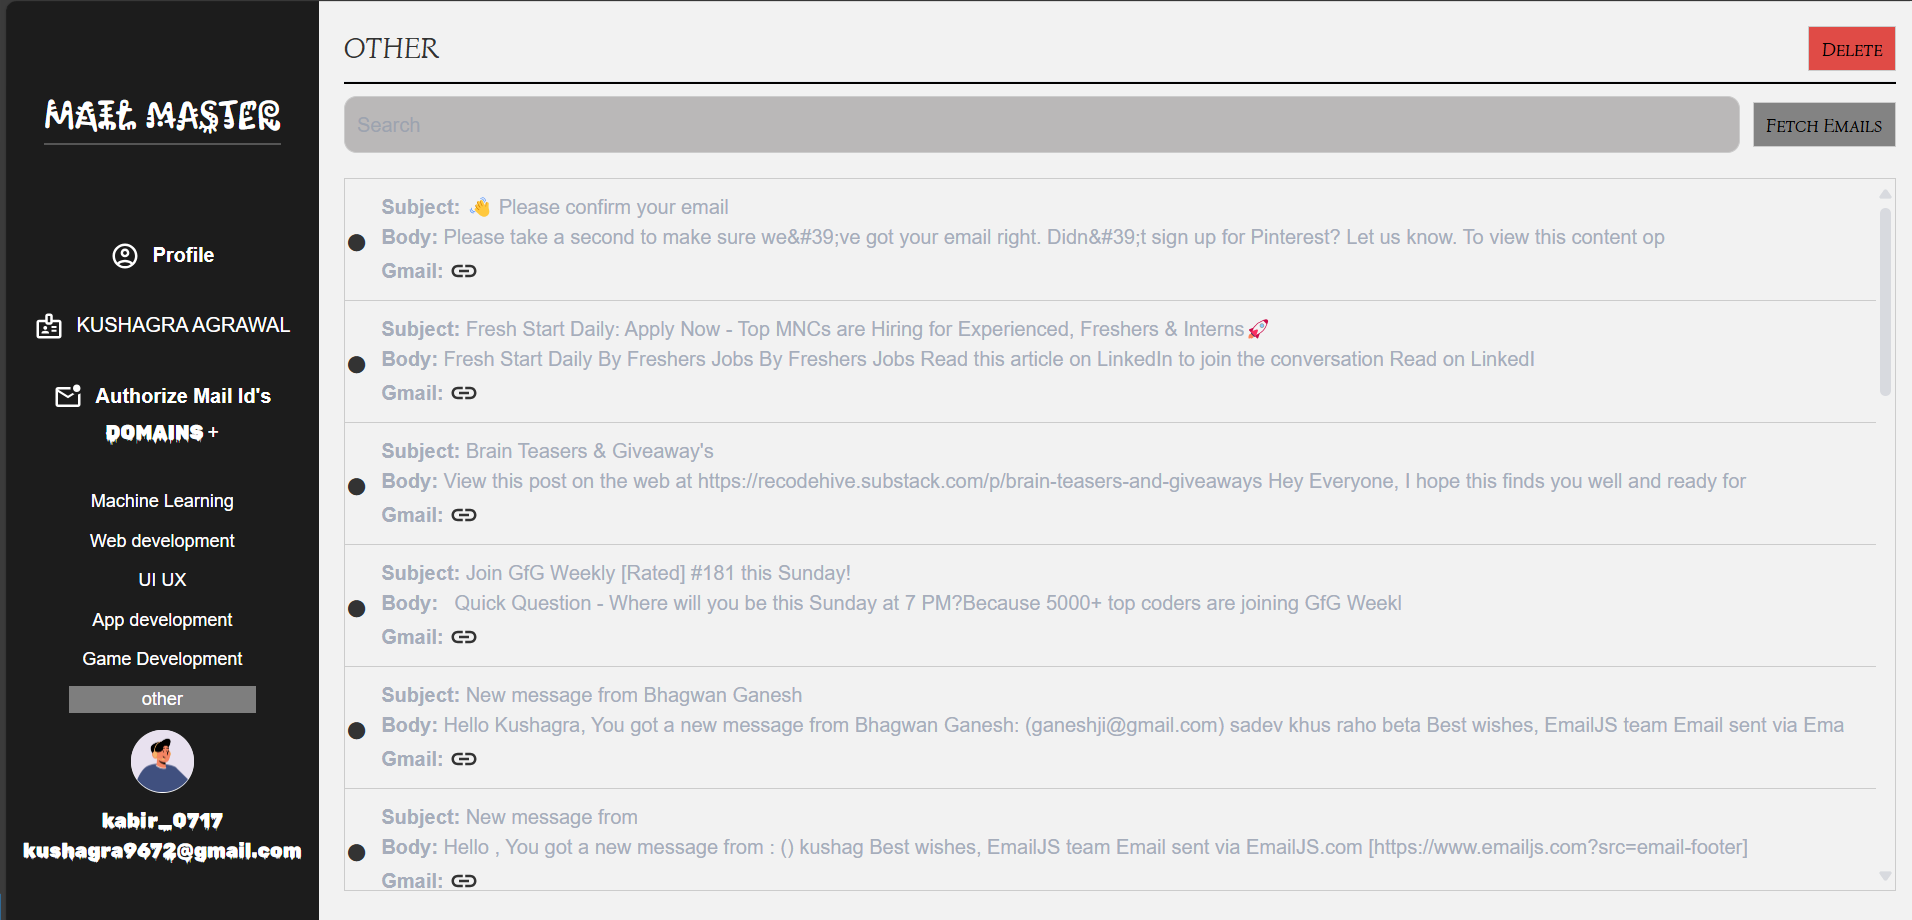 MAIL MASTER
Profile
KUSHAGRA AGRAWAL
Authorize Mail Id's
DOMAINS +
Machine Learning
Web development
UI UX
App development
Game Development
other
kabir_0717
kushagra9672@gmail.com
OTHER
DELETE
Search
FETCH EMAILS
Subject: 👋 Please confirm your email
Body: Please take a second to make sure we&#39;ve got your email right. Didn&#39;t sign up for Pinterest? Let us know. To view this content op
Gmail:
Subject: Fresh Start Daily: Apply Now - Top MNCs are Hiring for Experienced, Freshers & Interns🚀
Body: Fresh Start Daily By Freshers Jobs By Freshers Jobs Read this article on LinkedIn to join the conversation Read on LinkedI
Gmail:
Subject: Brain Teasers & Giveaway's
Body: View this post on the web at https://recodehive.substack.com/p/brain-teasers-and-giveaways Hey Everyone, I hope this finds you well and ready for
Gmail:
Subject: Join GfG Weekly [Rated] #181 this Sunday!
Body: Quick Question - Where will you be this Sunday at 7 PM?Because 5000+ top coders are joining GfG Weekl
Gmail:
Subject: New message from Bhagwan Ganesh
Body: Hello Kushagra, You got a new message from Bhagwan Ganesh: (ganeshji@gmail.com) sadev khus raho beta Best wishes, EmailJS team Email sent via Ema
Gmail:
Subject: New message from
Body: Hello , You got a new message from : () kushag Best wishes, EmailJS team Email sent via EmailJS.com [https://www.emailjs.com?src=email-footer]
Gmail: